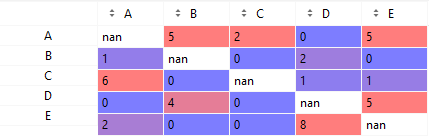 A B C D E
A nan 5 2 0 5
B 1 nan 0 2 0
C 6 0 nan 1 1
D 0 4 0 nan 5
E 2 0 0 8 nan